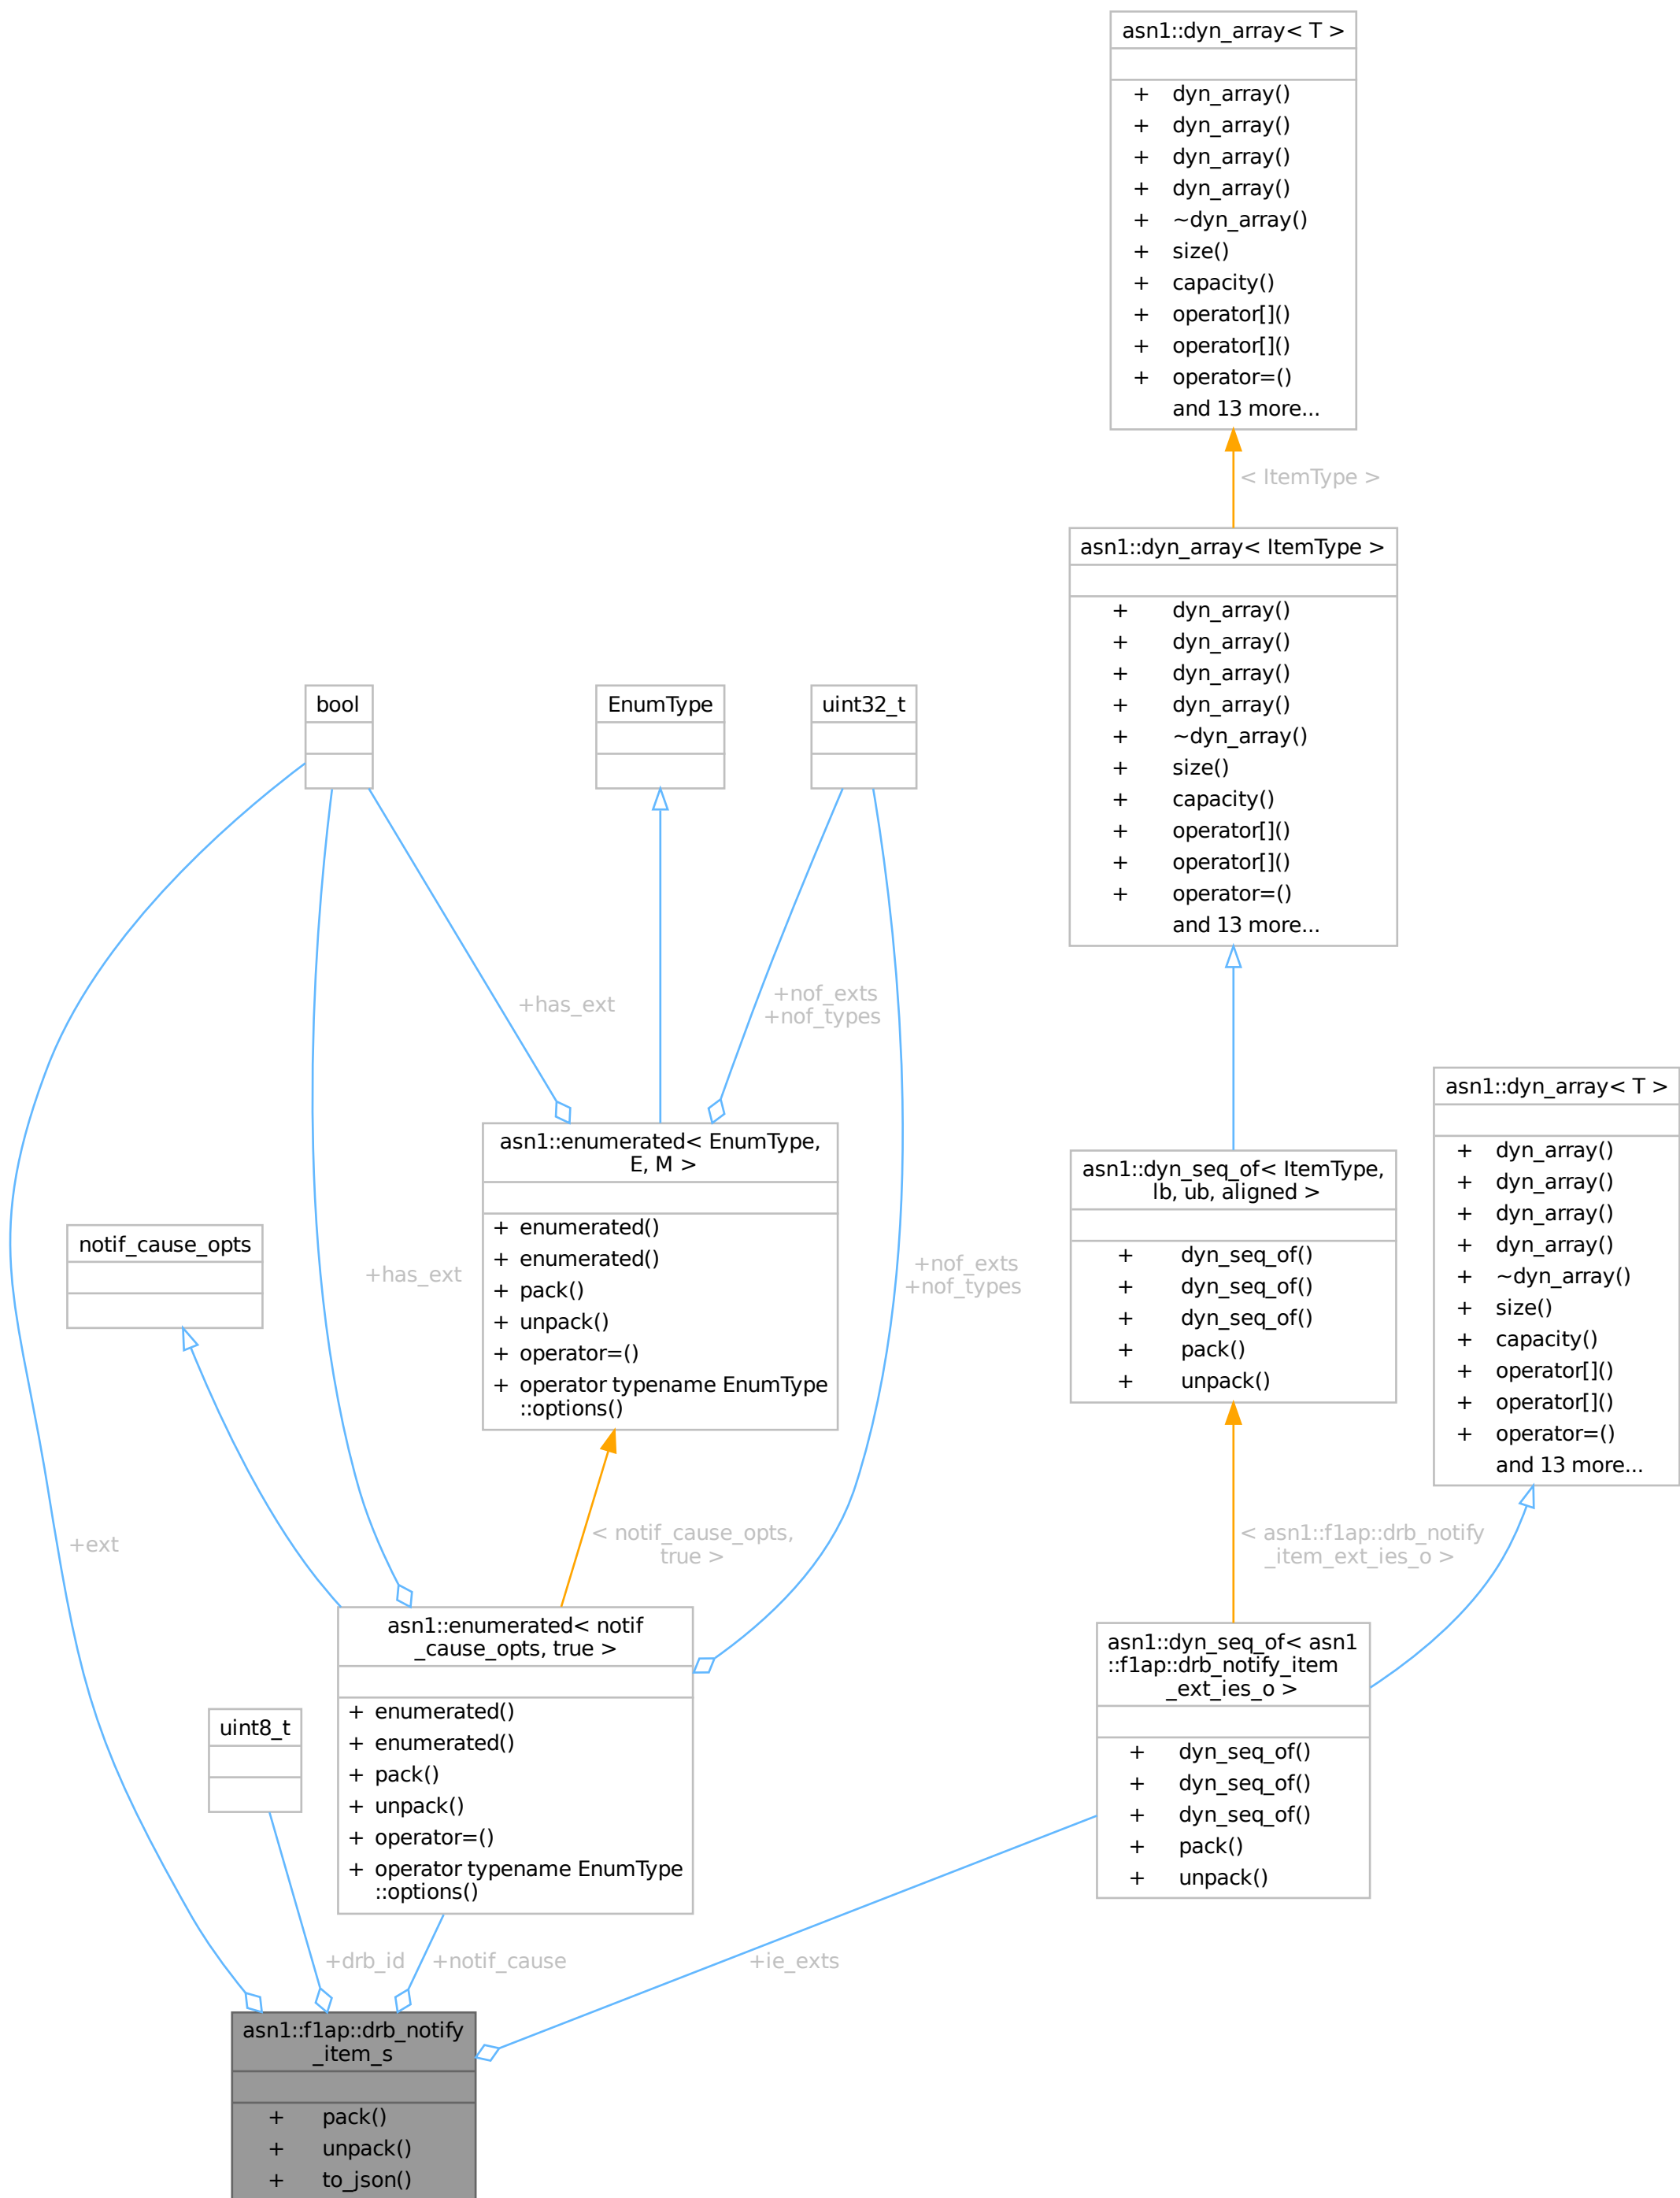 asn1::dyn_array< T >
+ dyn_array()
+ dyn_array()
+ dyn_array()
+ dyn_array()
+ ~dyn_array()
+ size()
+ capacity()
+ operator[]()
+ operator[]()
+ operator=()
and 13 more...
< ItemType >
asn1::dyn_array< ItemType >
+ dyn_array()
+ dyn_array()
+ dyn_array()
+ dyn_array()
+ ~dyn_array()
+ size()
+ capacity()
+ operator[]()
+ operator[]()
+ operator=()
and 13 more...
bool
EnumType
uint32_t
+has_ext
+nof_exts
+nof_types
asn1::dyn_array< T >
+ dyn_array()
+ dyn_array()
+ dyn_array()
+ dyn_array()
+ ~dyn_array()
+ size()
+ capacity()
+ operator[]()
+ operator[]()
+ operator=()
and 13 more...
asn1::enumerated< EnumType,
E, M >
+ enumerated()
+ enumerated()
+ pack()
+ unpack()
+ operator=()
+ operator typename EnumType
::options()
asn1::dyn_seq_of< ItemType,
lb, ub, aligned >
+ dyn_seq_of()
+ dyn_seq_of()
+ dyn_seq_of()
+ pack()
+ unpack()
notif_cause_opts
+has_ext
+nof_exts
+nof_types
+ext
< notif_cause_opts,
true >
< asn1::f1ap::drb_notify
_item_ext_ies_o >
asn1::enumerated< notif
_cause_opts, true >
+ enumerated()
+ enumerated()
+ pack()
+ unpack()
+ operator=()
+ operator typename EnumType
::options()
asn1::dyn_seq_of< asn1
::f1ap::drb_notify_item
_ext_ies_o >
+ dyn_seq_of()
+ dyn_seq_of()
+ dyn_seq_of()
+ pack()
+ unpack()
uint8_t
+drb_id
+notif_cause
+ie_exts
asn1::f1ap::drb_notify
_item_s
+ pack()
+ unpack()
+ to_json()